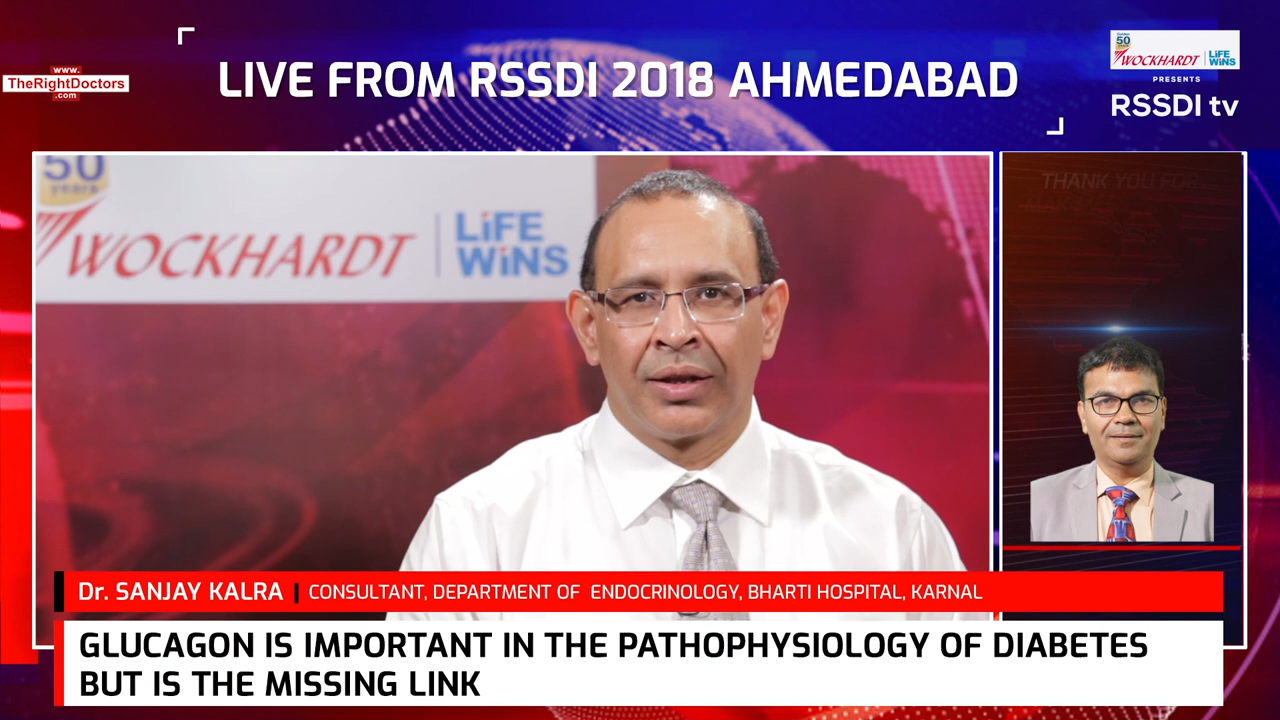 www.
TheRightDoctors
.com
LIVE FROM RSSDI 2018 AHMEDABAD
Golden
50
years
WOCKHARDT
LiFE
WiNS
PRESENTS
RSSDI tv
50
years
WOCKHARDT
LiFE
WiNS
THANK YOU FOR
Dr. SANJAY KALRA | CONSULTANT, DEPARTMENT OF ENDOCRINOLOGY, BHARTI HOSPITAL, KARNAL
GLUCAGON IS IMPORTANT IN THE PATHOPHYSIOLOGY OF DIABETES
BUT IS THE MISSING LINK